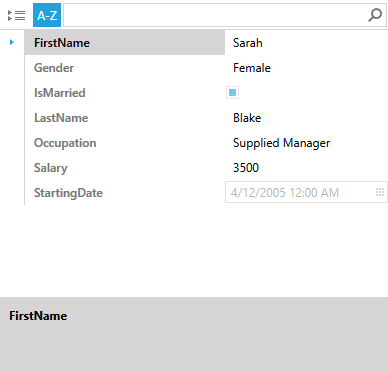 A-Z
FirstName Sarah
Gender Female
IsMarried
LastName Blake
Occupation Supplied Manager
Salary 3500
StartingDate 4/12/2005 12:00 AM
FirstName